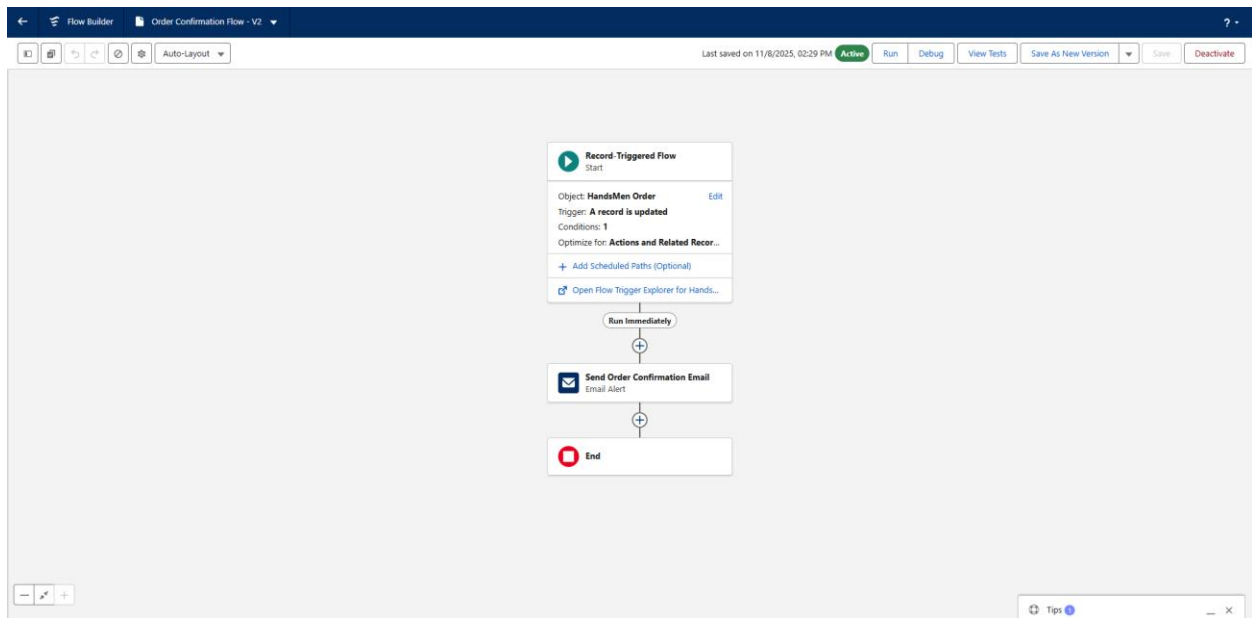 Flow Builder Order Confirmation Flow - V2 ? 
Auto-Layout Last saved on 11/8/2025, 02:29 PM Active Run Debug View Tests Save As New Version Save Deactivate
Record-Triggered Flow
Start
Object: HandsMen Order Edit
Trigger: A record is updated
Conditions: 1
Optimize for: Actions and Related Recor...
+ Add Scheduled Paths (Optional)
Open Flow Trigger Explorer for Hands...
Run Immediately
Send Order Confirmation Email
Email Alert
End
Tips 1